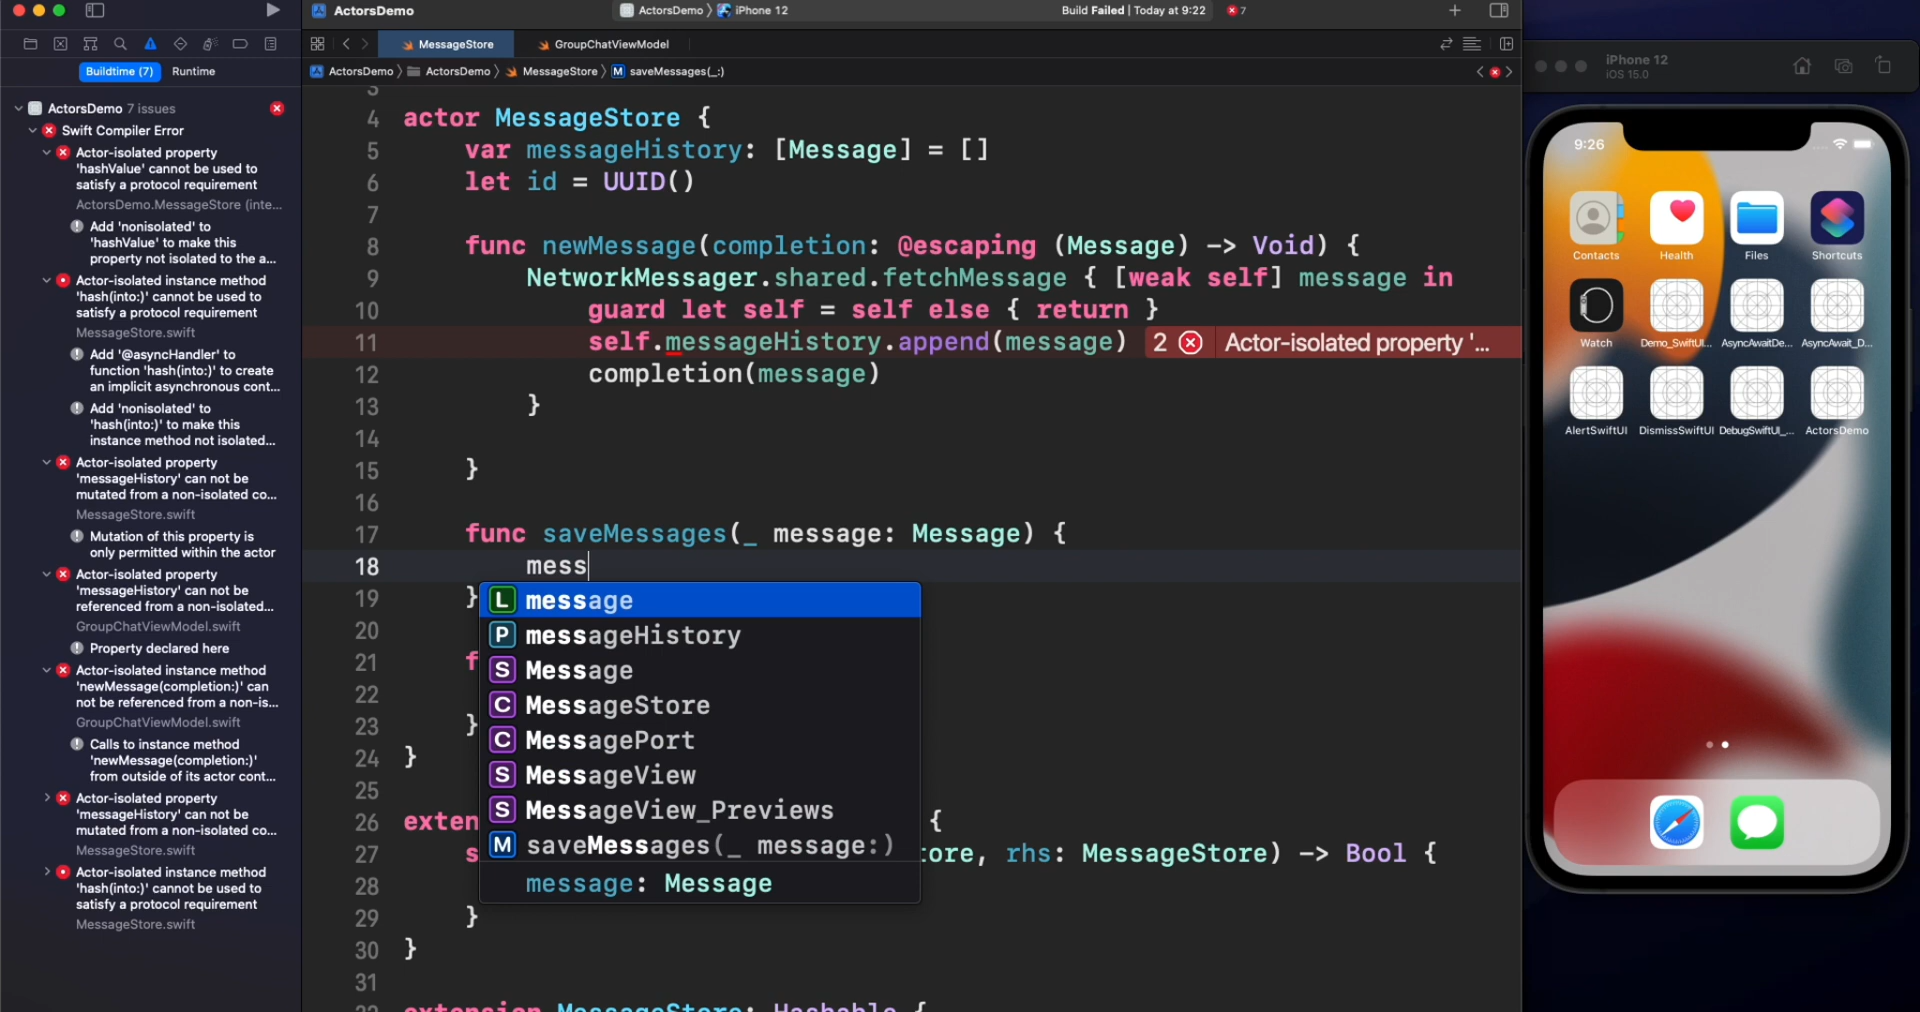 ActorsDemo
ActorsDemo
iPhone 12
Build Failed | Today at 9:22
7
MessageStore
GroupChatViewModel
Buildtime (7)
Runtime
ActorsDemo
ActorsDemo
MessageStore
M
saveMessages(_:)
ActorsDemo 7 issues
Swift Compiler Error
Actor-isolated property
'hashValue' cannot be used to
satisfy a protocol requirement
ActorsDemo.MessageStore (inte...
Add 'nonisolated' to
'hashValue' to make this
property not isolated to the a...
Actor-isolated instance method
'hash(into:)' cannot be used to
satisfy a protocol requirement
MessageStore.swift
Add '@asyncHandler' to
function 'hash(into:)' to create
an implicit asynchronous cont...
Add 'nonisolated' to
'hash(into:)' to make this
instance method not isolated...
Actor-isolated property
'messageHistory' can not be
mutated from a non-isolated co...
MessageStore.swift
Mutation of this property is
only permitted within the actor
Actor-isolated property
'messageHistory' can not be
referenced from a non-isolated...
GroupChatViewModel.swift
Property declared here
Actor-isolated instance method
'newMessage(completion:)' can
not be referenced from a non-is...
GroupChatViewModel.swift
Calls to instance method
'newMessage(completion:)'
from outside of its actor cont...
Actor-isolated property
'messageHistory' can not be
mutated from a non-isolated co...
MessageStore.swift
Actor-isolated instance method
'hash(into:)' cannot be used to
satisfy a protocol requirement
MessageStore.swift
3
4 actor MessageStore {
5 var messageHistory: [Message] = []
6 let id = UUID()
7
8 func newMessage(completion: @escaping (Message) -> Void) {
9 NetworkMessager.shared.fetchMessage { [weak self] message in
10 guard let self = self else { return }
11 self.messageHistory.append(message) 2 Actor-isolated property '...
12 completion(message)
13 }
14
15 }
16
17 func saveMessages(_ message: Message) {
18 mess
19 }
20
21 f
22
23 }
24 }
25
26 exten {
27 s tore, rhs: MessageStore) -> Bool {
28
29 }
30 }
31
extension MessageStore: Hashable {
L message
P messageHistory
S Message
C MessageStore
C MessagePort
S MessageView
S MessageView_Previews
M saveMessages(_ message:)
message: Message
iPhone 12
iOS 15.0
9:26
Contacts
Health
Files
Shortcuts
Watch
Demo_SwiftUI...
AsyncAwaitDe...
AsyncAwait_D...
AlertSwiftUI
DismissSwiftUI
DebugSwiftUI_...
ActorsDemo